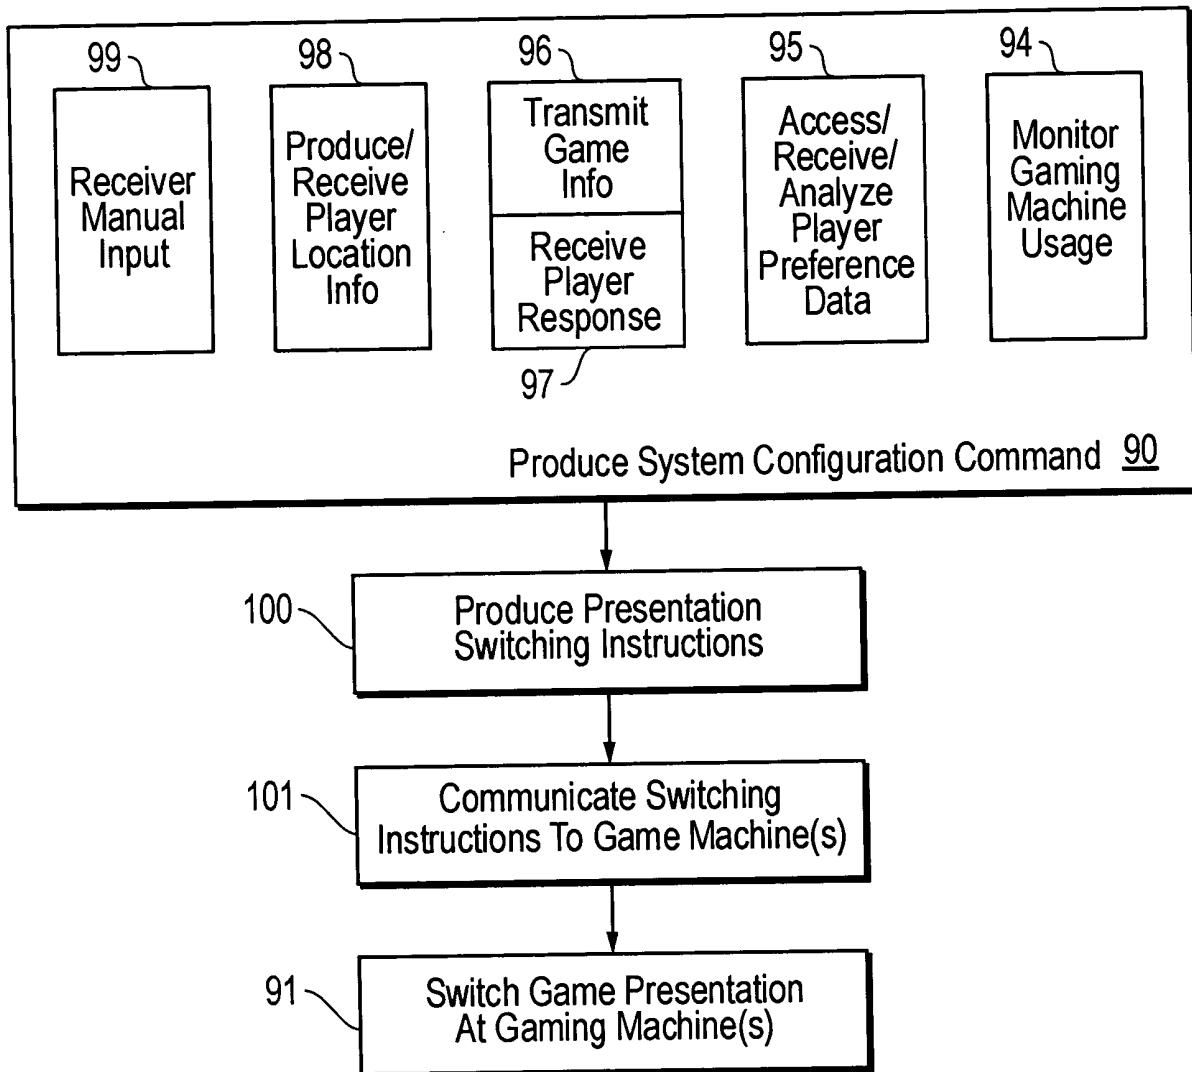 99
98
96
95
94
Receiver
Manual
Input
Produce/
Receive
Player
Location
Info
Transmit
Game
Info
Receive
Player
Response
97
Access/
Receive/
Analyze
Player
Preference
Data
Monitor
Gaming
Machine
Usage
Produce System Configuration Command 90
100
Produce Presentation
Switching Instructions
101
Communicate Switching
Instructions To Game Machine(s)
91
Switch Game Presentation
At Gaming Machine(s)